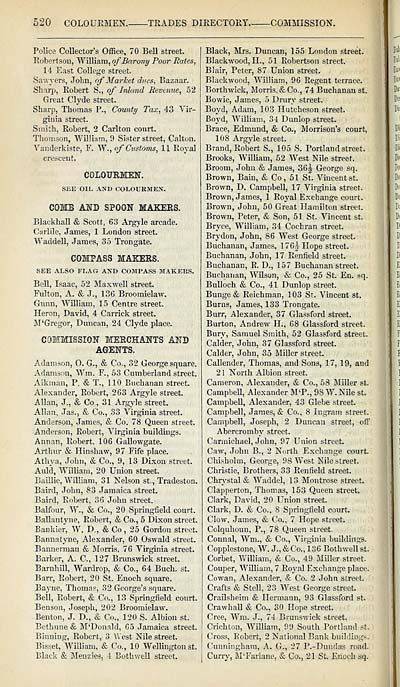 520 COLOURMEN.——TRADES DIRECTORY.——COMMISSION.
Police Collector's Office, 70 Bell street.
Robertson, William, of Barony Poor Rates,
14 East College street.
Sawyers, John, of Market dues, Bazaar.
Sharp, Robert S., of Inland Revenue, 52
Great Clyde street.
Sharp, Thomas P., County Tax, 43 Vir-
ginia street.
Smith, Robert, 2 Carlton court.
Thomson, William, 9 Sister street, Calton.
Vanderkiste, F. W., of Customs, 11 Royal
crescent.
COLOURMEN.
SEE OIL AND COLOURMEN.
COMB AND SPOON MAKERS.
Blackhall & Scott, 63 Argyle arcade.
Carlile, James, 1 London street.
Waddell, James, 35 Trongate.
COMPASS MAKERS.
SEE ALSO FLAG AND COMPASS MAKERS.
Bell, Isaac, 52 Maxwell street.
Fulton, A. & J., 136 Broomielaw.
Gunn, William, 15 Centre street.
Heron, David, 4 Carrick street.
M'Gregor, Duncan, 24 Clyde place.
COMMISSION MERCHANTS AND
AGENTS.
Adamson, O. G., & Co., 32 George square.
Adamson, Wm. F., 53 Cumberland street.
Aikman, P. & T., 110 Buchanan street.
Alexander, Robert, 263 Argyle street.
Allan, J., & Co., 31 Argyle street.
Allan, Jas., & Co., 33 Virginia street.
Anderson, James, & Co. 78 Queen street.
Anderson, Robert, Virginia buildings.
Annan, Robert, 106 Gallowgate.
Arthur & Hinshaw, 97 Fife place.
Athya, John, & Co., 9, 13 Dixon street.
Auld, William, 20 Union street.
Baillie, William, 31 Nelson st., Tradeston.
Baird, John, 83 Jamaica street.
Baird, Robert, 36 John street.
Balfour, W., & Co., 20 Springfield court.
Ballantyne, Robert, & Co., 5 Dixon street.
Bankier, W. D., & Co., 25 Gordon street.
Bannatyne, Alexander, 60 Oswald street.
Bannerman & Morris, 76 Virginia street.
Barker, A. C., 127 Brunswick street.
Barnhill, Wardrop, & Co., 64 Buch. st.
Barr, Robert, 20 St. Enoch square.
Bayne, Thomas, 32 George's square.
Bell, Robert, & Co., 13 Springfield court.
Benson, Joseph, 202 Broomielaw.
Benton, J. D., & Co., 120 S. Albion st.
Bethune & M'Donald, 65 Jamaica street.
Binning, Robert, 3 West Nile street.
Bisset, William, & Co., 10 Wellington st.
Black & Menzies, 4 Bothwell street.
Black, Mrs. Duncan, 155 London street.
Blackwood, H., 51 Robertson street.
Blair, Peter, 87 Union street.
Blackwood, William, 96 Regent terrace.
Borthwick, Morris, & Co., 74 Buchanan st.
Bowie, James, 5 Drury street.
Boyd, Adam, 103 Hutcheson street.
Boyd, William, 34 Dunlop street.
Brace, Edmund, & Co., Morrison's court,
108 Argyle street.
Brand, Robert S., 105 S. Portland street.
Brooks, William, 52 West Nile street.
Broom, John & James, 36½ George sq.
Brown, Bain, & Co., 51 St. Vincent st.
Brown, D. Campbell, 17 Virginia street.
Brown, James, 1 Royal Exchange court.
Brown, John, 50 Great Hamilton street.
Brown, Peter, & Son, 51 St. Vincent st.
Bryce, William, 34 Cochran street.
Brydon, John, 86 West George street.
Buchanan, James, 176½ Hope street.
Buchanan, John, 17 Renfield street.
Buchanan, R. D., 157 Buchanan street.
Buchanan, Wilson, & Co., 25 St. En. sq.
Bulloch & Co., 41 Dunlop street.
Bunge & Reichman, 103 St. Vincent st.
Burns, James, 133 Trongate.
Burr, Alexander, 37 Glassford street.
Burton, Andrew H., 68 Glassford street.
Bury, Samuel Smith, 52 Glassford street.
Calder, John, 37 Glassford street.
Calder, John, 35 Miller street.
Callender, Thomas, and Sons, 17, 19, and
21 North Albion street.
Cameron, Alexander, & Co., 58 Miller st.
Campbell, Alexander M'P., 98 W. Nile st.
Campbell, Alexander, 43 Glebe street.
Campbell, James, & Co., 8 Ingram street.
Campbell, Joseph, 2 Duncan street, off
Abercromby street.
Carmichael, John, 97 Union street.
Caw, John B., 2 North Exchange court.
Chisholm, George, 98 West Nile street.
Christie, Brothers, 33 Renfield street.
Chrystal & Waddel, 13 Montrose street.
Clapperton, Thomas, 153 Queen street.
Clark, David, 20 Union street.
Clark, D. & Co., 8 Springfield court.
Clow, James, & Co., 7 Hope street.
Colquhoun, P., 78 Queen street.
Connal, Wm., & Co., Virginia buildings.
Copplestone, W. J., & Co., 136 Bothwell st.
Corbet, William, & Co., 49 Miller street.
Couper, William, 7 Royal Exchange place.
Cowan, Alexander, & Co. 2 John street.
Crafts & Stell, 23 West George street.
Crailsheim & Hermann, 93 Glassford st.
Crawhall & Co., 30 Hope street.
Cree, Wm. J., 74 Brunswick street.
Crichton, William, 99 South Portland st.
Cross, Robert, 2 National Bank buildings.
Cunningham, A. G., 27 P.-Dundas road.
Curry, M'Farlane, & Co., 21 St. Enoch sq.